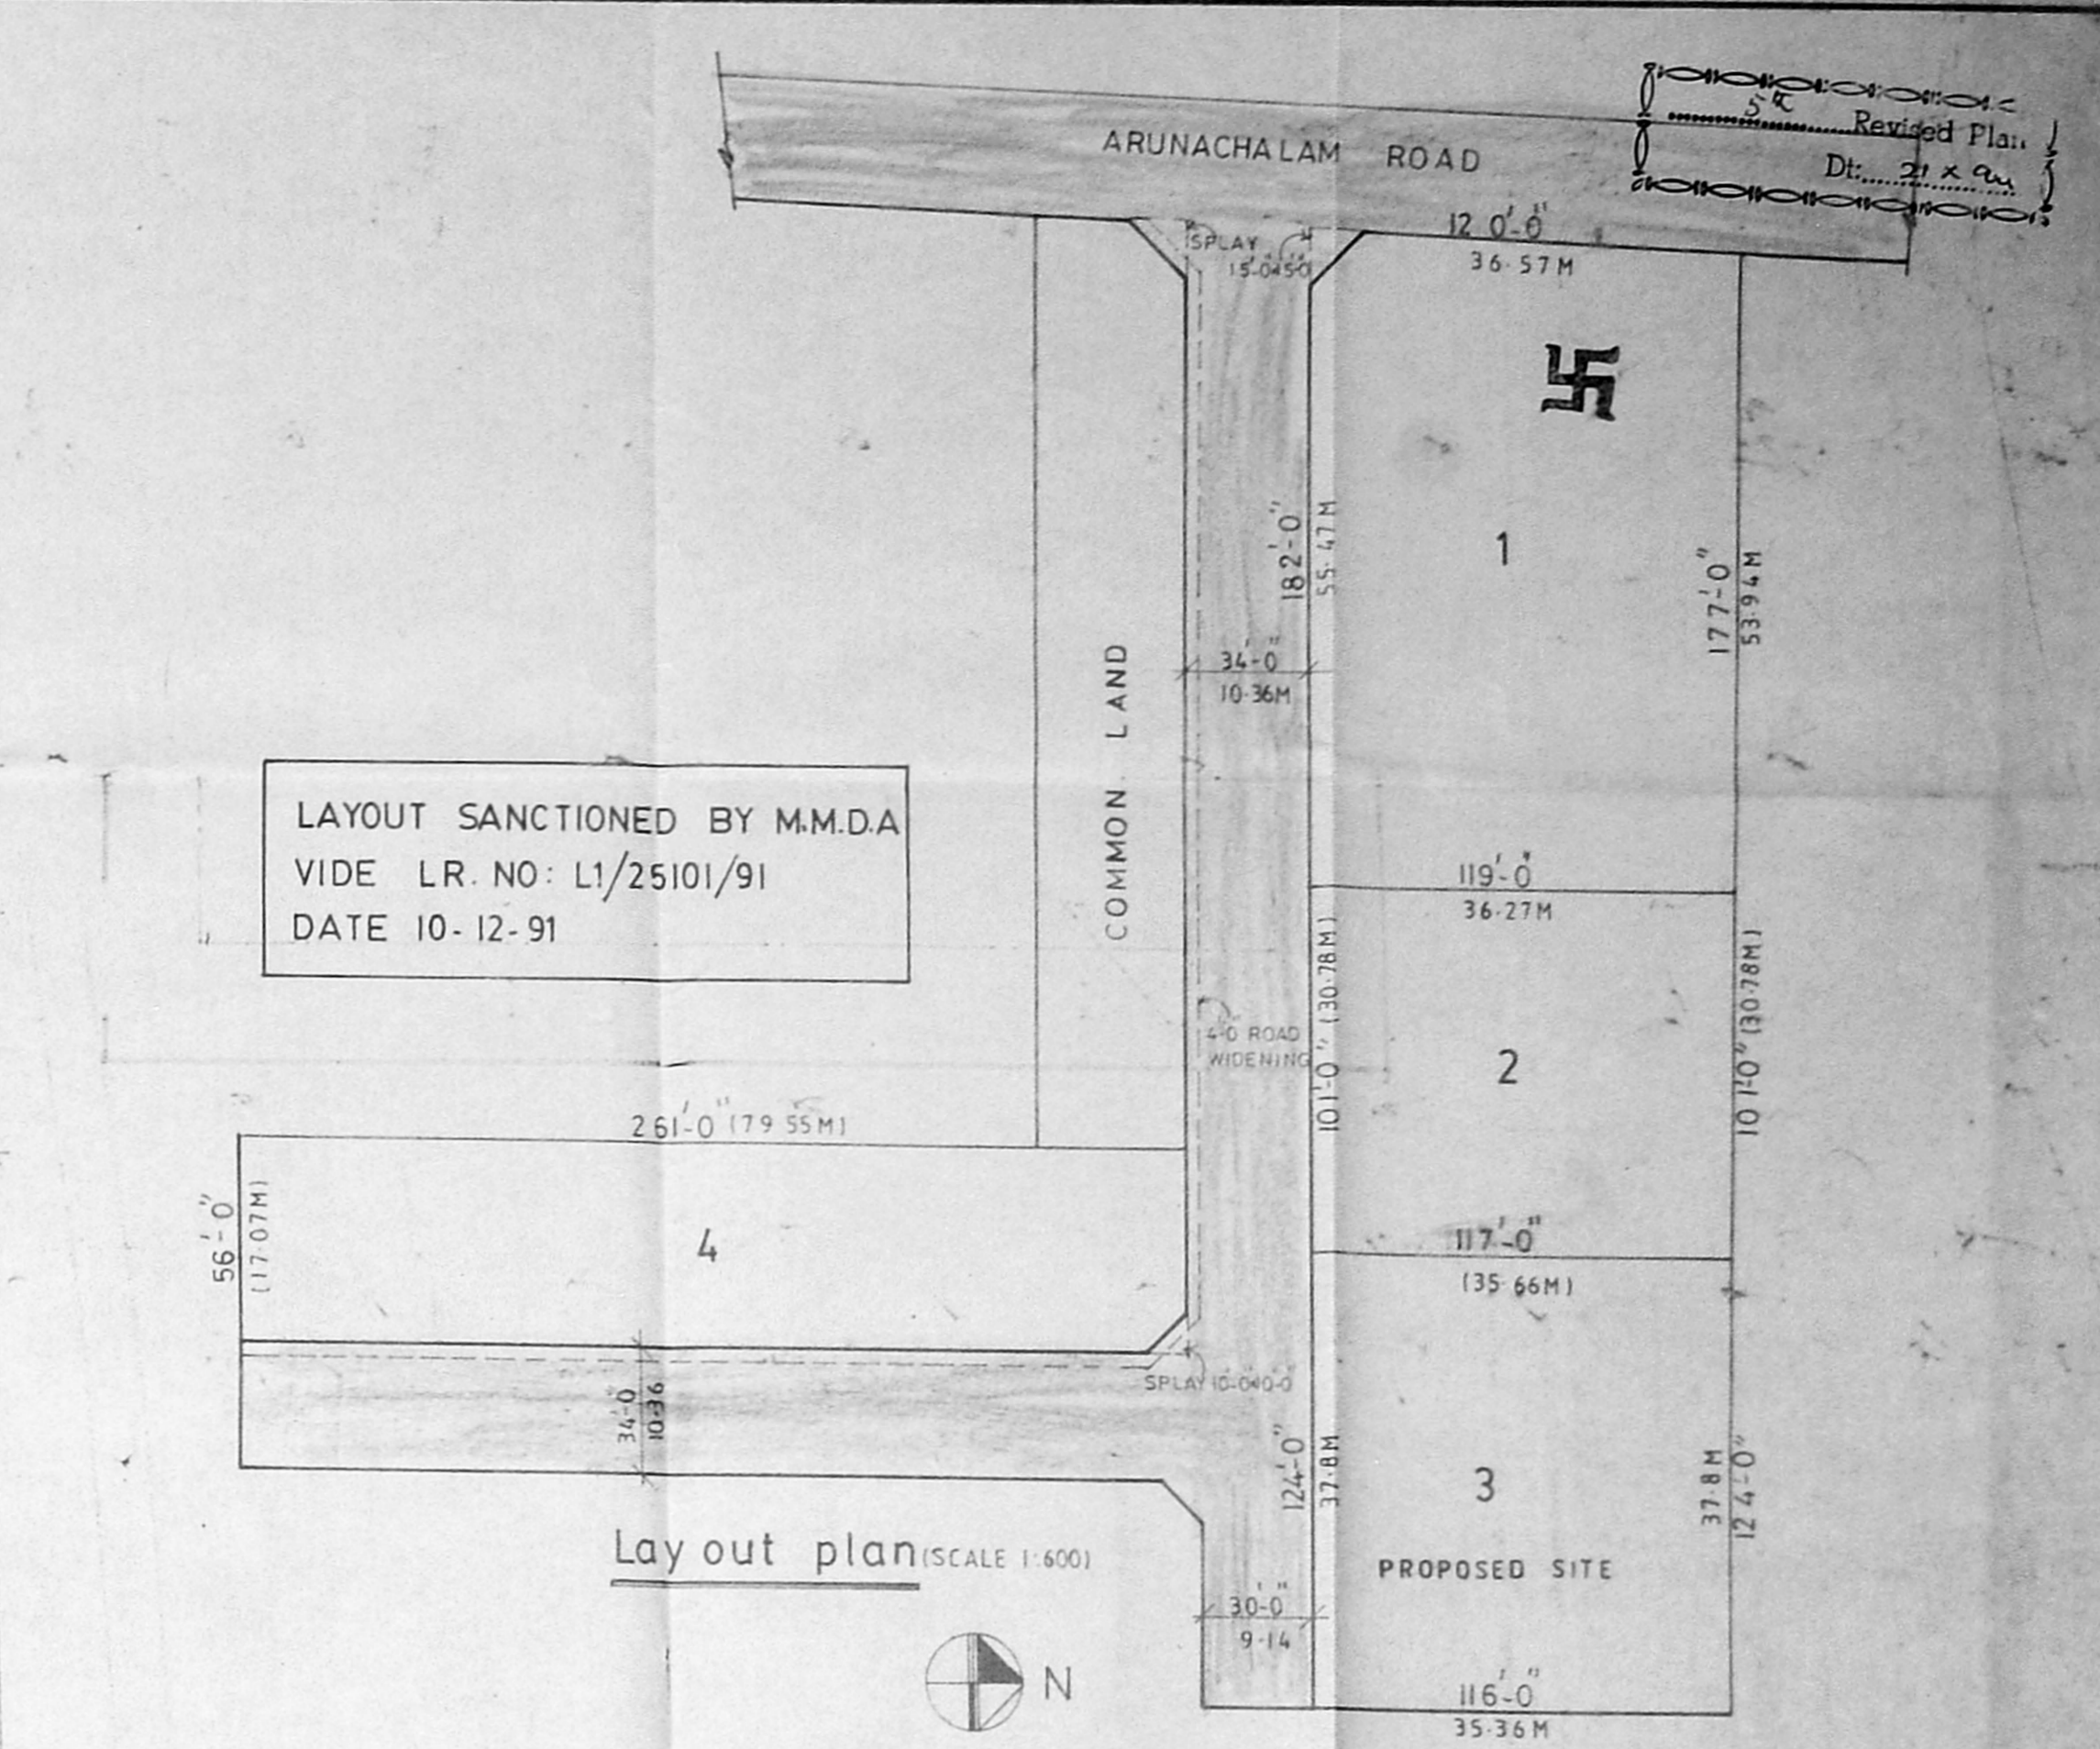 ARUNACHALAM ROAD
5th Revised Plan
Dt:
SPLAY
15-0x15-0
120'-0"
36.57M
1
182'-0"
55.47M
177'-0"
53.94M
34'-0"
10.36M
COMMON LAND
LAYOUT SANCTIONED BY M.M.D.A
VIDE LR. NO: L1/25101/91
DATE 10-12-91
119'-0"
36.27M
101'-0" (30.78M)
101'-0" (30.78M)
4'-0 ROAD
WIDENING
2
261'-0" (79.55M)
117'-0"
(35.66M)
56'-0"
(17.07M)
4
SPLAY 10-0x10-0
34-0
10.36
124'-0"
37.8M
3
37.8M
124'-0"
PROPOSED SITE
Lay out plan (SCALE 1:600)
30'-0"
9.14
N
116'-0"
35.36M